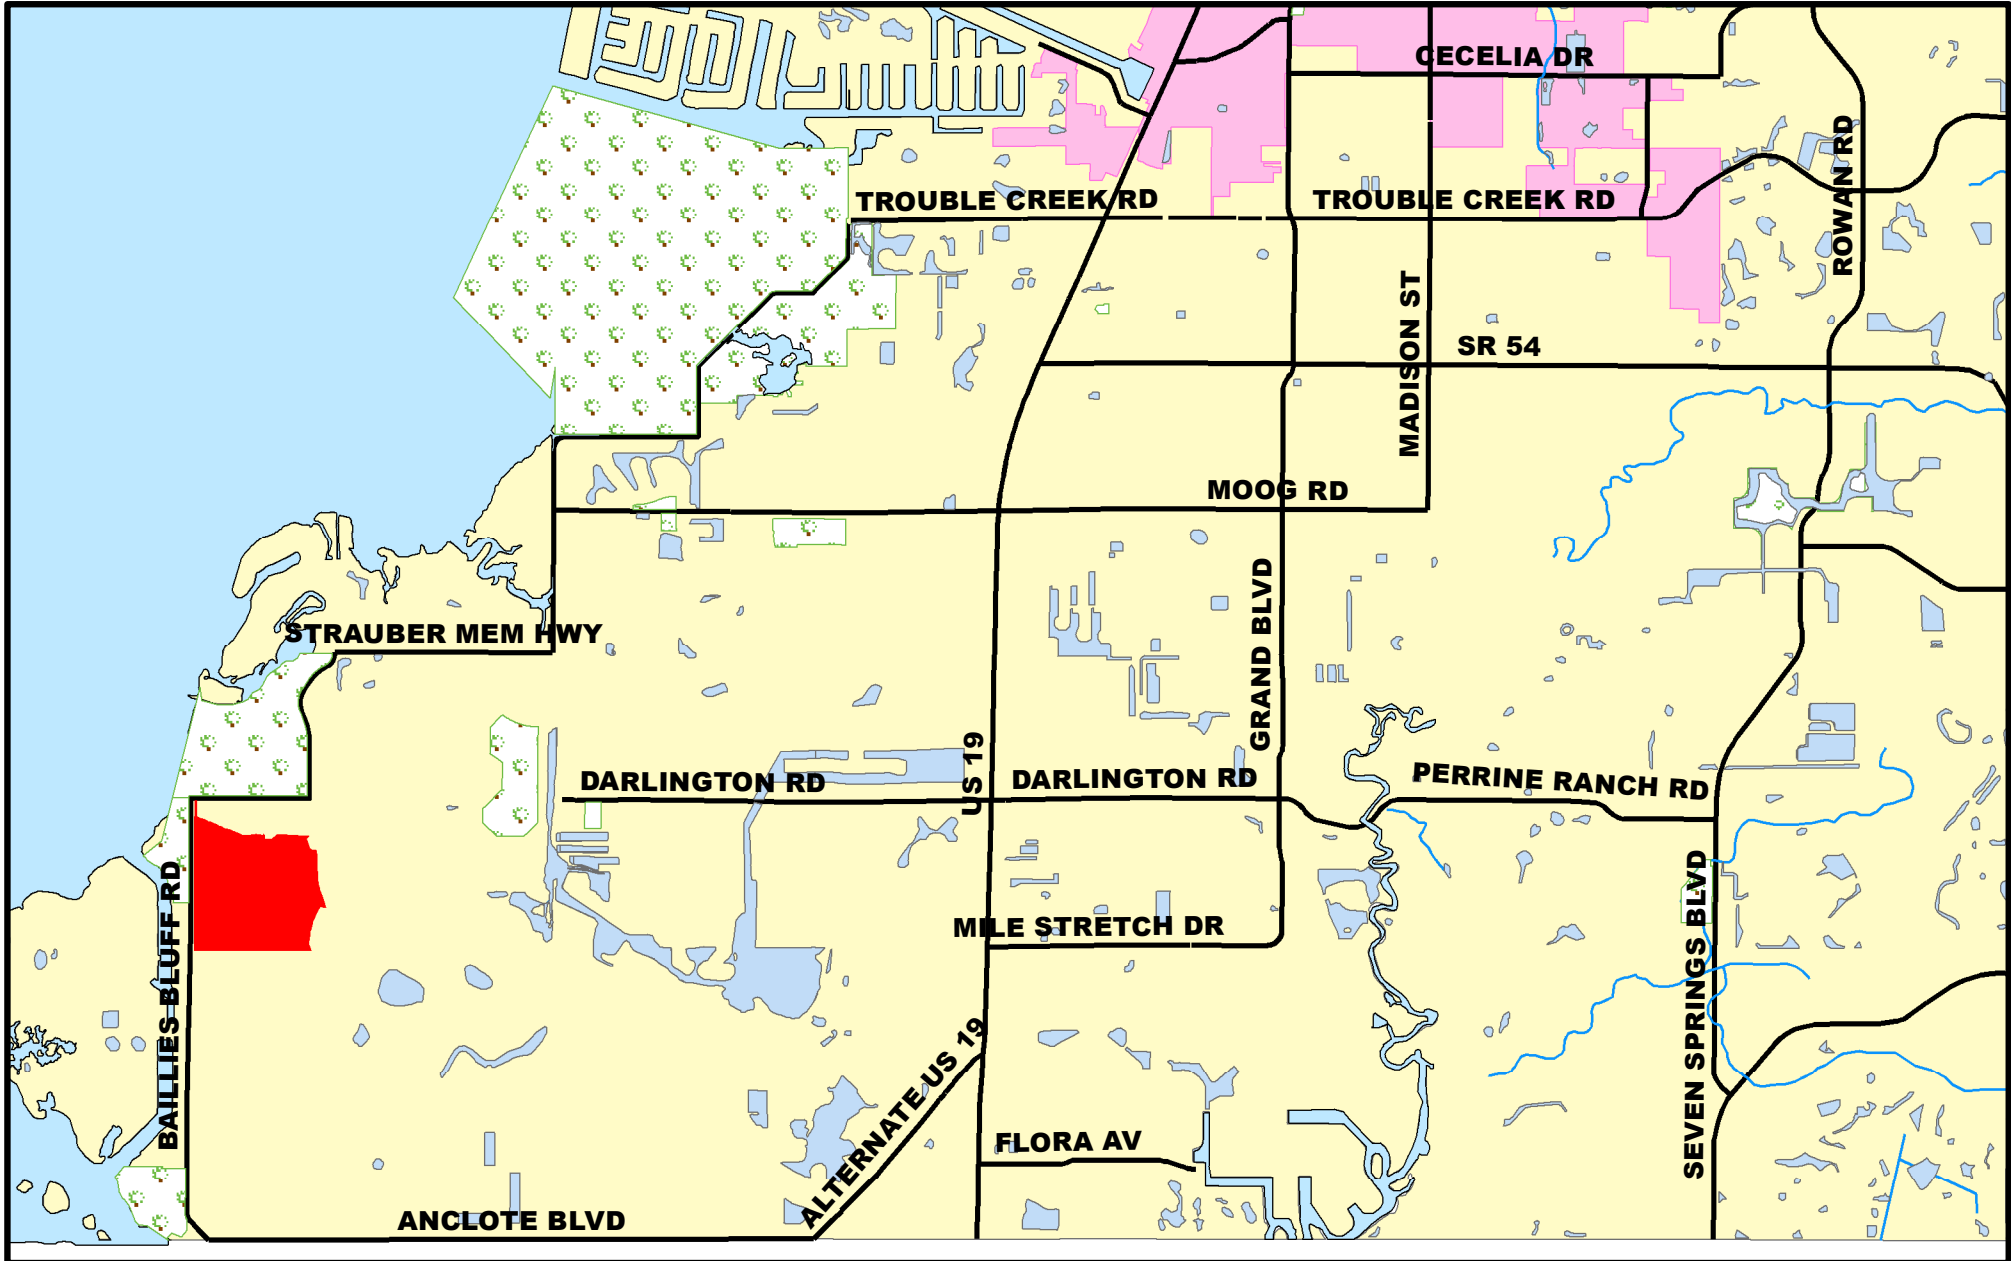 CECELIA DR
ROWAN RD
TROUBLE CREEK RD
TROUBLE CREEK RD
MADISON ST
SR 54
MOOG RD
STRAUBER MEM HWY
GRAND BLVD
US 19
DARLINGTON RD
DARLINGTON RD
PERRINE RANCH RD
BAILLIES BLUFF RD
MILE STRETCH DR
SEVEN SPRINGS BLVD
ALTERNATE US 19
FLORA AV
ANCLOTE BLVD